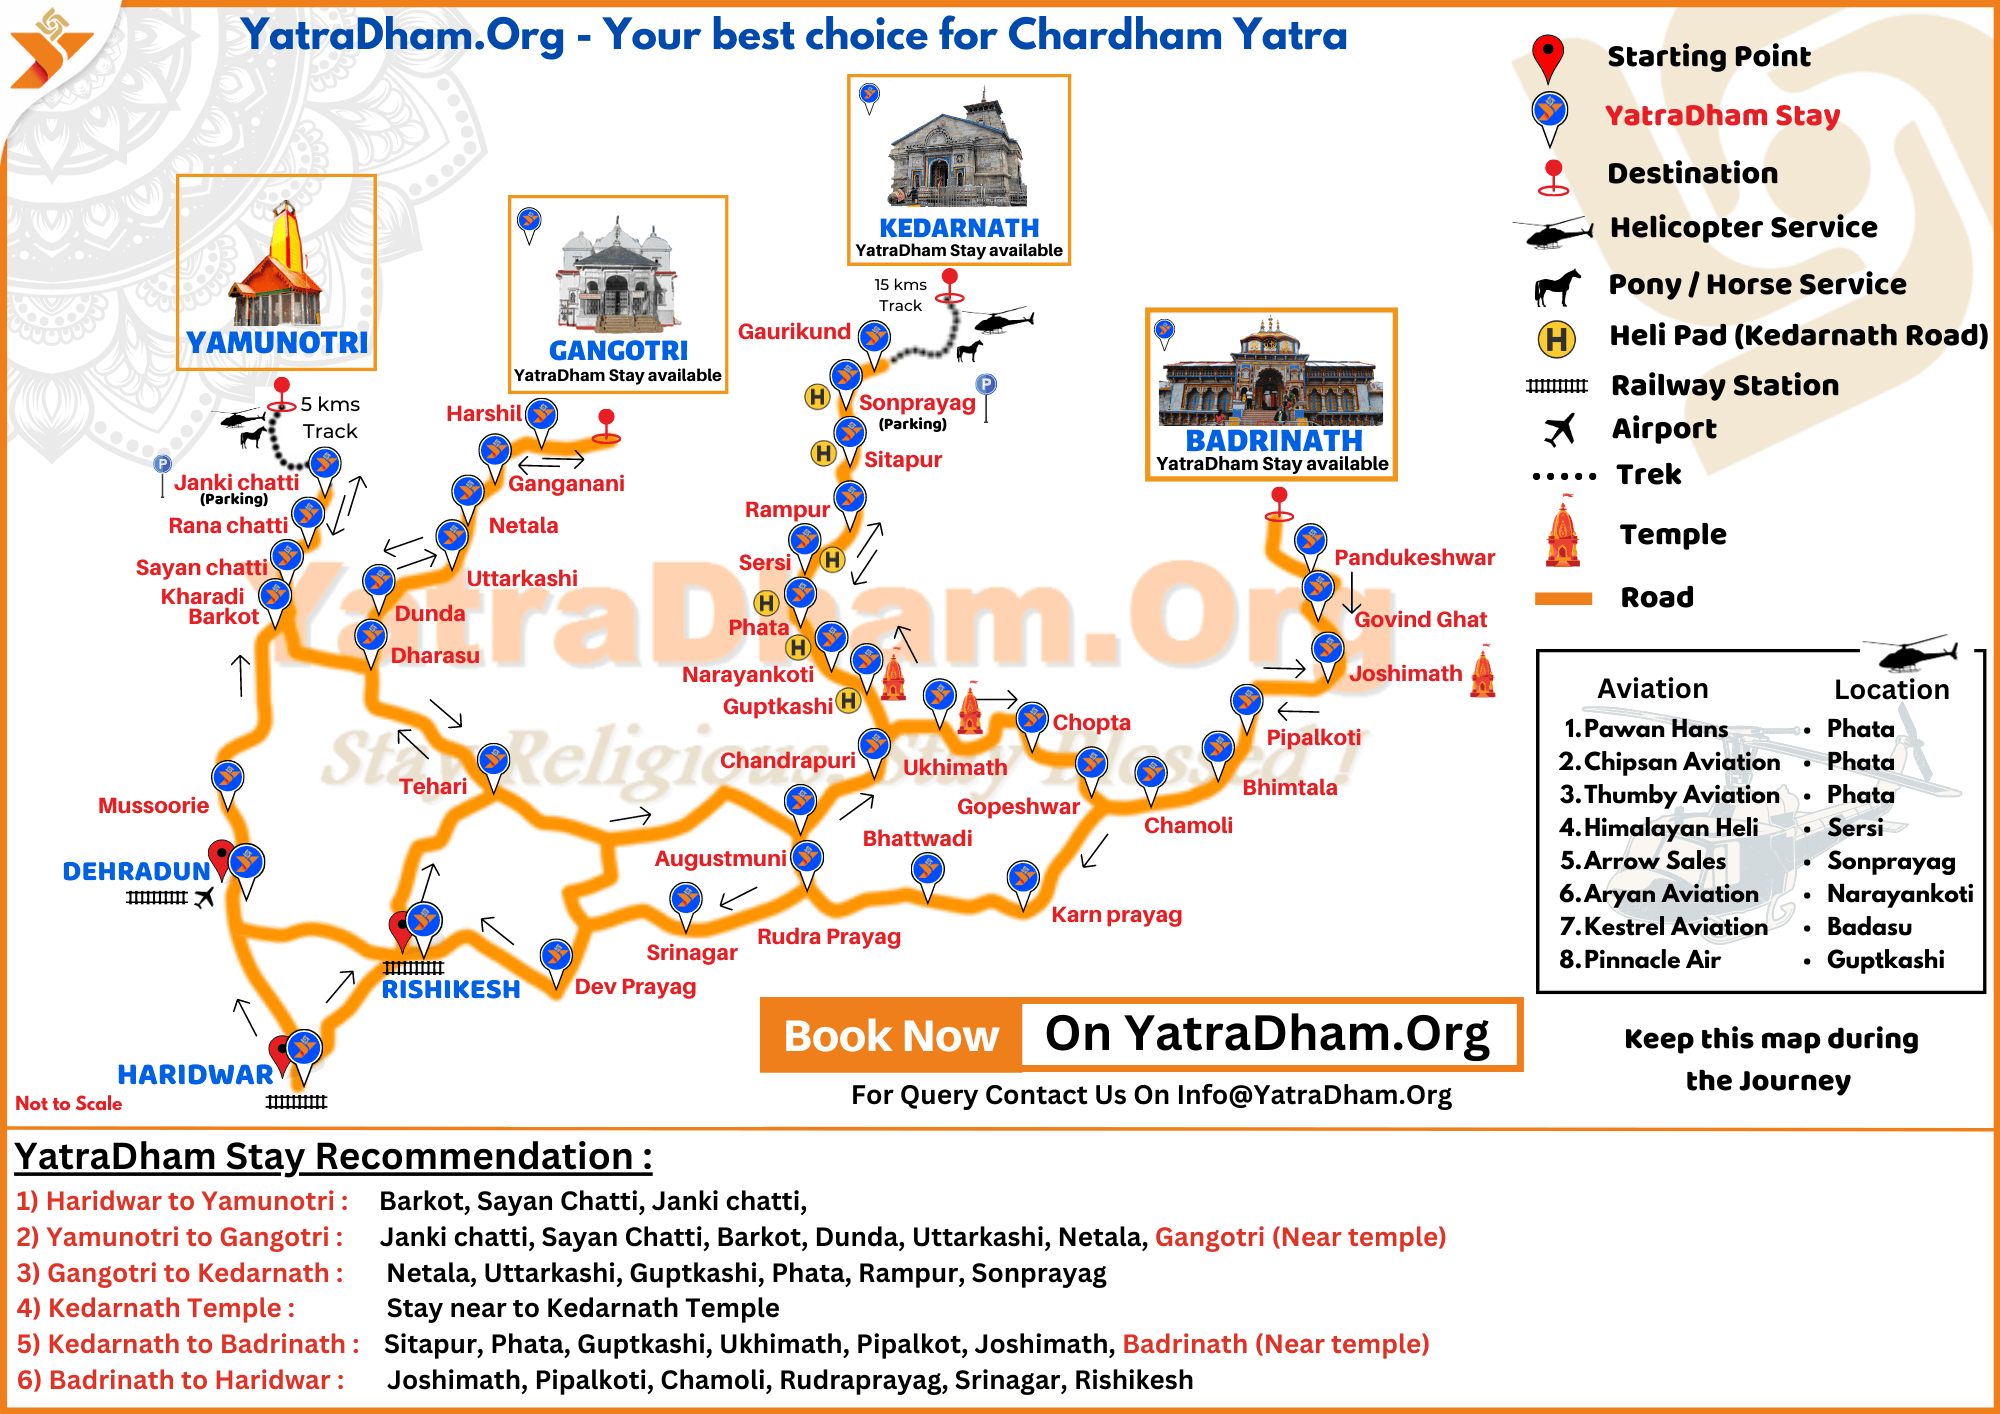 YatraDham.Org - Your best choice for Chardham Yatra
YAMUNOTRI
GANGOTRI
YatraDham Stay available
KEDARNATH
YatraDham Stay available
BADRINATH
YatraDham Stay available
15 kms
Track
Gaurikund
H
Sonprayag
(Parking)
P
H
Sitapur
Rampur
Sersi
H
H
Phata
H
Narayankoti
Guptkashi
H
Chandrapuri
Ukhimath
Chopta
Gopeshwar
Chamoli
Bhimtala
Pipalkoti
Joshimath
Govind Ghat
Pandukeshwar
5 kms
Track
P
Janki chatti
(Parking)
Rana chatti
Sayan chatti
Kharadi
Barkot
Harshil
Ganganani
Netala
Uttarkashi
Dunda
Dharasu
Tehari
Mussoorie
DEHRADUN
RISHIKESH
HARIDWAR
Not to Scale
Augustmuni
Bhattwadi
Karn prayag
Rudra Prayag
Srinagar
Dev Prayag
YatraDham.Org
Stay Religious, Stay Blessed !
Starting Point
YatraDham Stay
Destination
Helicopter Service
Pony / Horse Service
H Heli Pad (Kedarnath Road)
Railway Station
Airport
Trek
Temple
Road
Aviation Location
1. Pawan Hans • Phata
2. Chipsan Aviation • Phata
3. Thumby Aviation • Phata
4. Himalayan Heli • Sersi
5. Arrow Sales • Sonprayag
6. Aryan Aviation • Narayankoti
7. Kestrel Aviation • Badasu
8. Pinnacle Air • Guptkashi
Keep this map during
the Journey
Book Now On YatraDham.Org
For Query Contact Us On Info@YatraDham.Org
YatraDham Stay Recommendation :
1) Haridwar to Yamunotri : Barkot, Sayan Chatti, Janki chatti,
2) Yamunotri to Gangotri : Janki chatti, Sayan Chatti, Barkot, Dunda, Uttarkashi, Netala, Gangotri (Near temple)
3) Gangotri to Kedarnath : Netala, Uttarkashi, Guptkashi, Phata, Rampur, Sonprayag
4) Kedarnath Temple : Stay near to Kedarnath Temple
5) Kedarnath to Badrinath : Sitapur, Phata, Guptkashi, Ukhimath, Pipalkot, Joshimath, Badrinath (Near temple)
6) Badrinath to Haridwar : Joshimath, Pipalkoti, Chamoli, Rudraprayag, Srinagar, Rishikesh